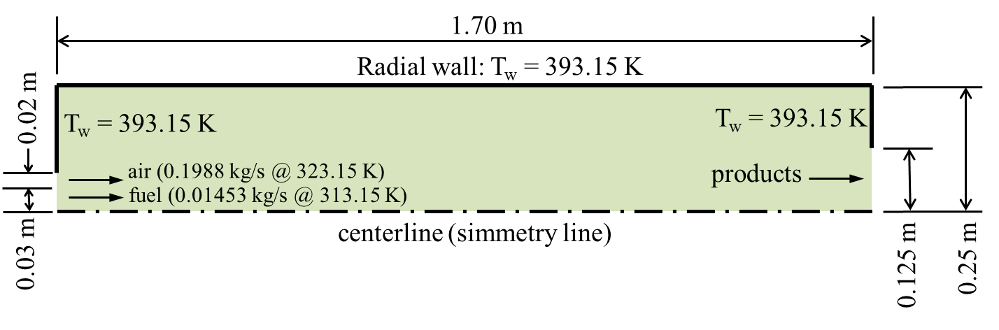 1.70 m
Radial wall: Tw = 393.15 K
0.02 m
Tw = 393.15 K
Tw = 393.15 K
air (0.1988 kg/s @ 323.15 K)
fuel (0.01453 kg/s @ 313.15 K)
products
centerline (simmetry line)
0.03 m
0.125 m
0.25 m